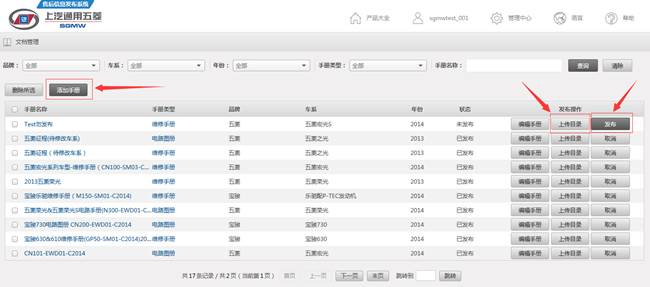 售后信息发布系统
上汽通用五菱
SGMW
产品大全 sgmwtest_001 管理中心 语言 帮助
文档管理
品牌： 全部 车系： 全部 年份： 全部 手册类型： 全部 手册名称： 查询 清除
删除所选 添加手册
手册名称 手册类型 品牌 车系 年份 状态 发布操作
Test勿发布 维修手册 五菱 五菱宏光S 2014 未发布 编辑手册 上传目录 发布
五菱征程(待修改车系) 电路图册 五菱 五菱之光 2013 已发布 编辑手册 上传目录 取消
五菱征程（待修改车系） 维修手册 五菱 五菱之光 2013 已发布 编辑手册 上传目录 取消
五菱宏光系列车型-维修手册（CN100-SM03-C... 维修手册 五菱 五菱宏光 2014 已发布 编辑手册 上传目录 取消
2013五菱荣光 维修手册 五菱 五菱荣光 2013 已发布 编辑手册 上传目录 取消
宝骏乐驰维修手册（M150-SM01-C2014) 维修手册 宝骏 乐驰配P-TEC发动机 2014 已发布 编辑手册 上传目录 取消
五菱荣光&五菱荣光S电路手册(N300-EWD01-C... 电路图册 五菱 五菱荣光 2014 已发布 编辑手册 上传目录 取消
宝骏730电路图册 CN200-EWD01-C2014 电路图册 宝骏 宝骏730 2014 已发布 编辑手册 上传目录 取消
宝骏630&610维修手册(GP50-SM01-C2014)20... 维修手册 宝骏 宝骏630 2014 已发布 编辑手册 上传目录 取消
CN101-EWD01-C2014 电路图册 五菱 五菱宏光 2014 已发布 编辑手册 上传目录 取消
共17条记录 / 共2页（当前第1页） 首页 上一页 下一页 末页 跳转到 跳转